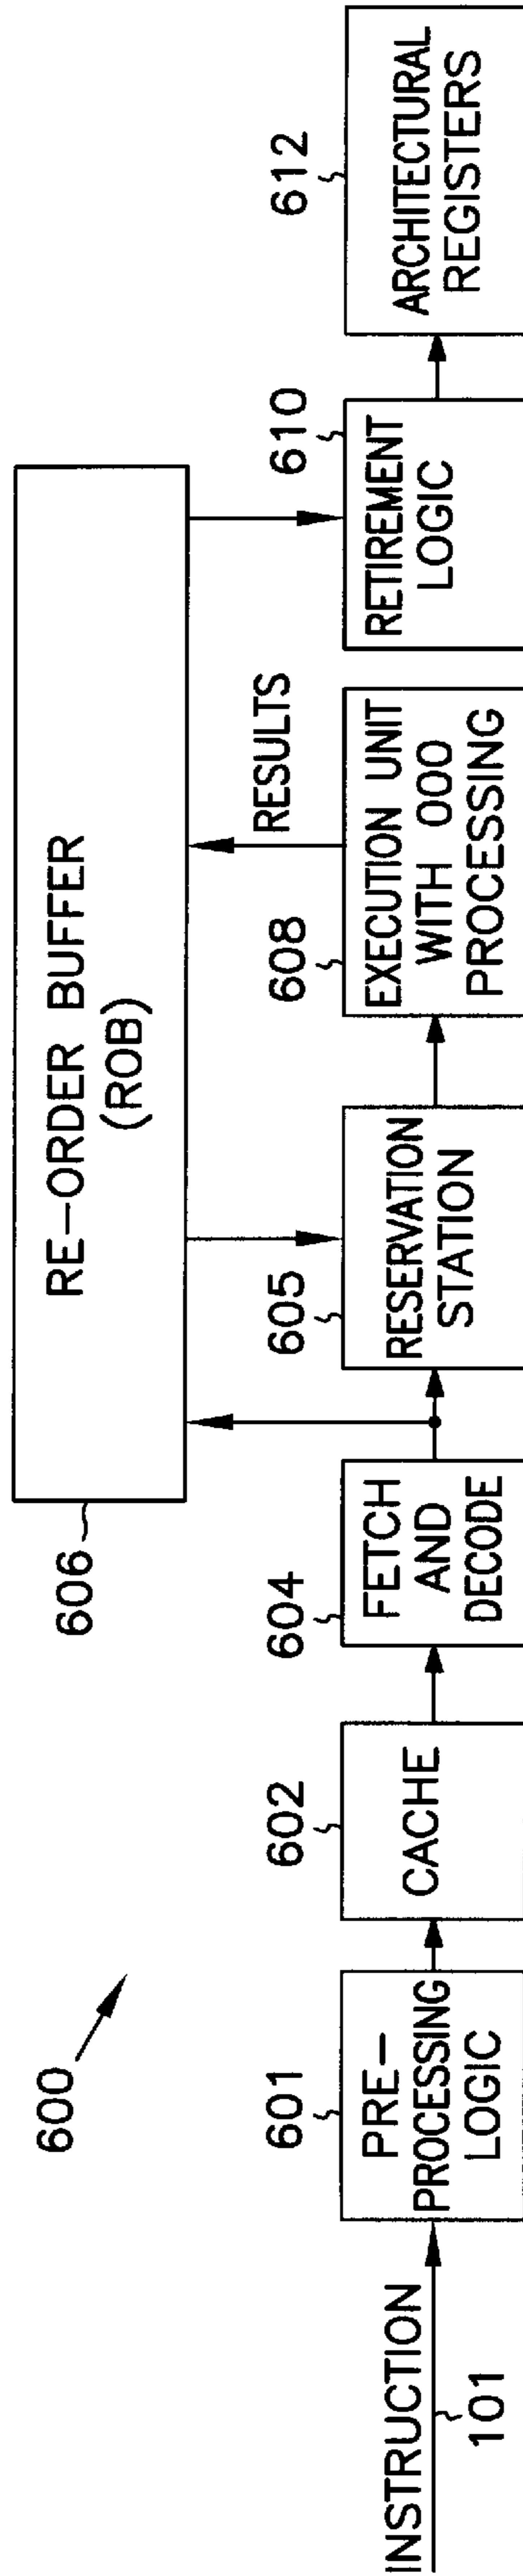 600
606
RE-ORDER BUFFER
(ROB)
INSTRUCTION
101
601
PRE-
PROCESSING
LOGIC
602
CACHE
604
FETCH
AND
DECODE
605
RESERVATION
STATION
608
EXECUTION UNIT
WITH OOO
PROCESSING
RESULTS
610
RETIREMENT
LOGIC
612
ARCHITECTURAL
REGISTERS